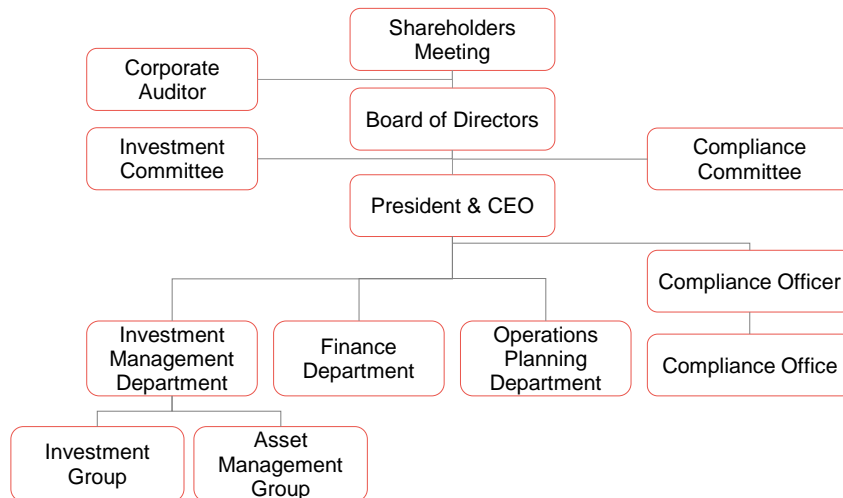 Shareholders
Meeting
Corporate
Auditor
Board of Directors
Investment
Committee
Compliance
Committee
President & CEO
Compliance Officer
Investment
Management
Department
Finance
Department
Operations
Planning
Department
Compliance Office
Investment
Group
Asset
Management
Group